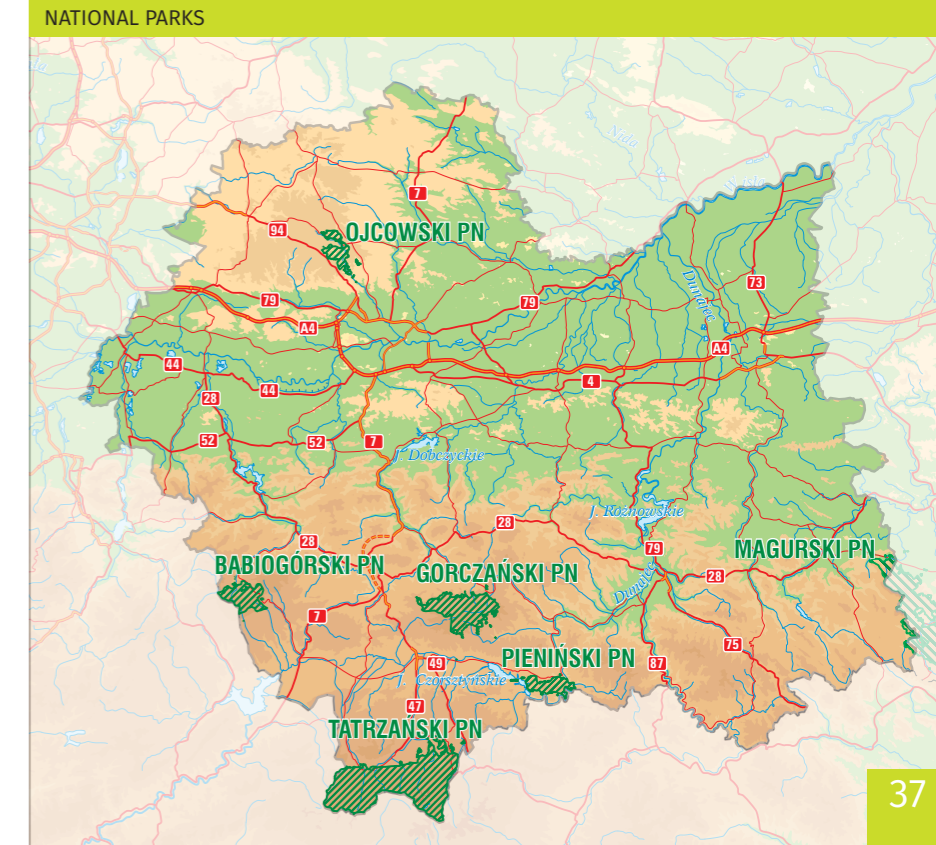 NATIONAL PARKS
Nida
Wisła
7
94
OJCOWSKI PN
73
Dunajec
79
79
A4
A4
44
4
44
28
52
52
7
J. Dobczyckie
28
J. Rożnowskie
28
79
MAGURSKI PN
BABIOGÓRSKI PN
GORCZAŃSKI PN
28
Dunajec
7
75
PIENIŃSKI PN
49
87
J. Czorsztyńskie
47
TATRZAŃSKI PN
37